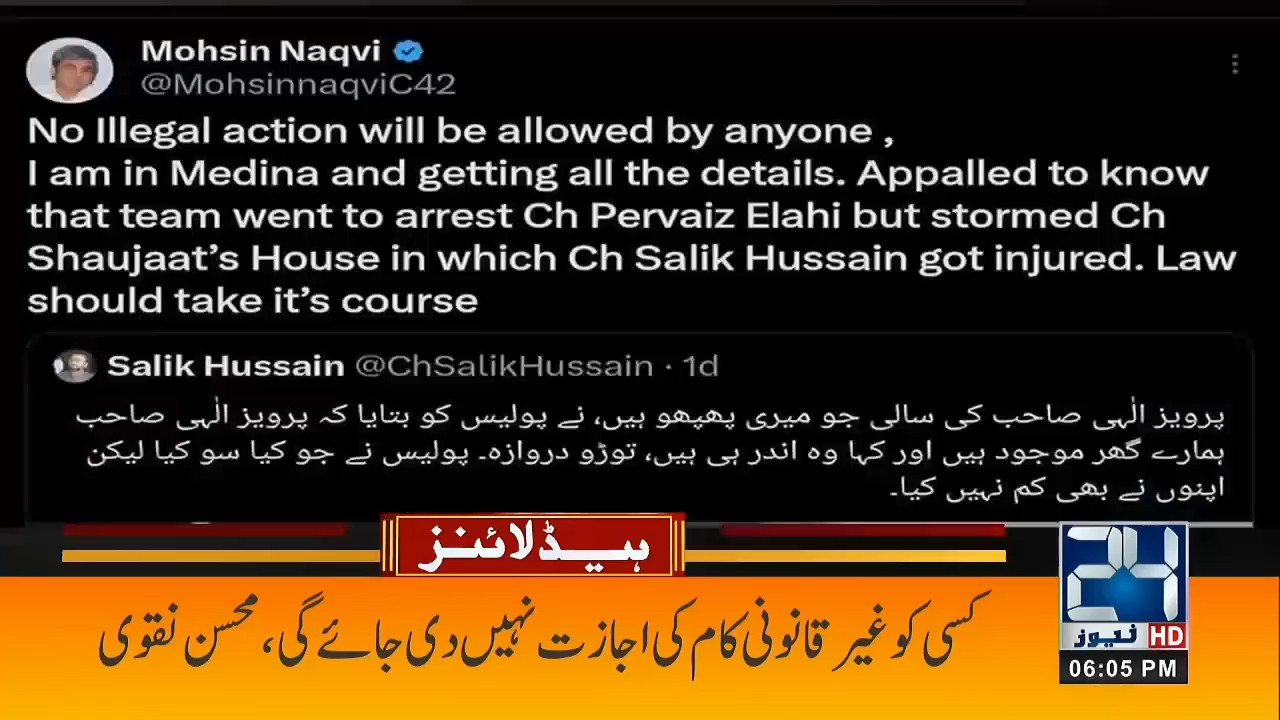 Mohsin Naqvi
@MohsinnaqviC42
No Illegal action will be allowed by anyone ,
I am in Medina and getting all the details. Appalled to know
that team went to arrest Ch Pervaiz Elahi but stormed Ch
Shaujaat’s House in which Ch Salik Hussain got injured. Law
should take it’s course
Salik Hussain @ChSalikHussain · 1d
پرویز الٰہی صاحب کی سالی جو میری پھپھو ہیں، نے پولیس کو بتایا کہ پرویز الٰہی صاحب
ہمارے گھر موجود ہیں اور کہا وہ اندر ہی ہیں، توڑو دروازہ۔ پولیس نے جو کیا سو کیا لیکن
اپنوں نے بھی کم نہیں کیا۔
ہیڈلائنز
کسی کو غیر قانونی کام کی اجازت نہیں دی جائے گی، محسن نقوی
24
نیوز HD
06:05 PM